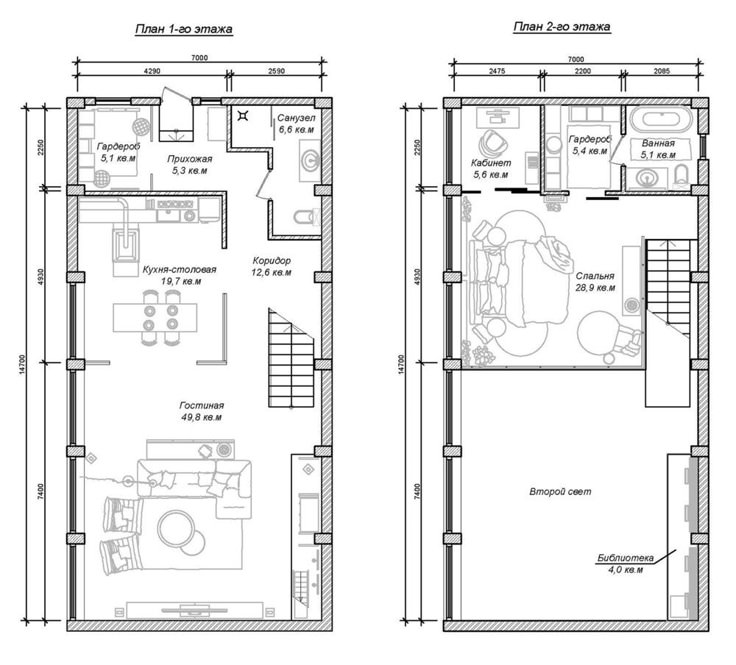 План 1-го этажа
7000
4290
2590
2250
4930
7400
14700
Гардероб
5,1 кв.м
Прихожая
5,3 кв.м
Санузел
6,6 кв.м
Кухня-столовая
19,7 кв.м
Коридор
12,6 кв.м
Гостиная
49,8 кв.м
План 2-го этажа
7000
2475
2200
2085
2250
4930
7400
14700
Кабинет
5,6 кв.м
Гардероб
5,4 кв.м
Ванная
5,1 кв.м
Спальня
28,9 кв.м
Второй свет
Библиотека
4,0 кв.м